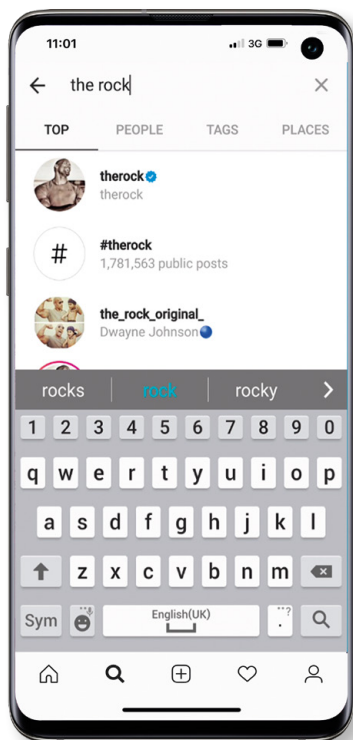 11:01 3G
the rock
TOP PEOPLE TAGS PLACES
therock
therock
#
#therock
1,781,563 public posts
the_rock_original_
Dwayne Johnson
rocks rock rocky
1 2 3 4 5 6 7 8 9 0
q w e r t y u i o p
a s d f g h j k l
z x c v b n m
Sym English(UK) . ... ?